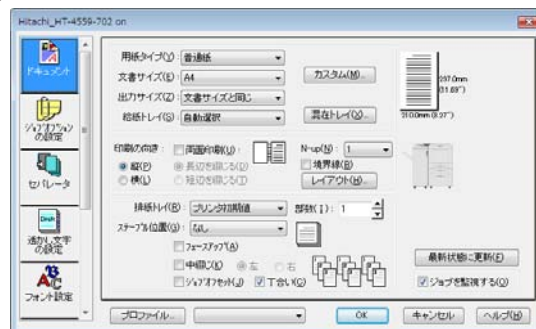 Hitachi_HT-4559-702 on
ドキュメント
ジョブオプションの設定
セパレータ
透かし文字の設定
フォント設定
用紙タイプ(Y): 普通紙
文書サイズ(E): A4
カスタム(M)...
出力サイズ(Z): 文書サイズと同じ
給紙トレイ(S): 自動選択
混在トレイ(X)...
297.0mm
(11.69")
210.0mm (8.27")
印刷の向き: 両面印刷(U):
N-up(N): 1
縦(P) 長辺を綴じる(D)
境界線(B)
横(L) 短辺を綴じる(T)
レイアウト(H)...
排紙トレイ(R): プリンタ初期値
部数(I): 1
ステープル位置(G): なし
フェースアップ(A)
中綴じ(K) 左 右
ジョブオフセット(J) 丁合い(C)
最新状態に更新(F)
ジョブを監視する(O)
プロファイル...
OK
キャンセル
ヘルプ(H)